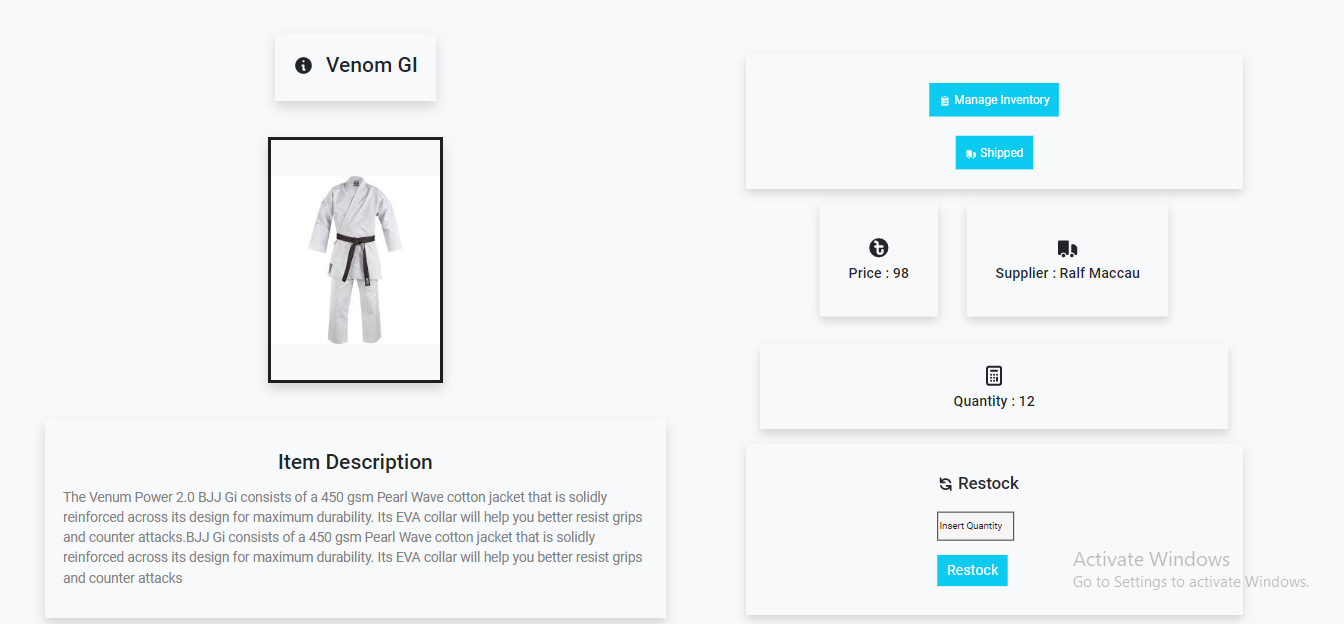 Venom GI
Item Description
The Venum Power 2.0 BJJ Gi consists of a 450 gsm Pearl Wave cotton jacket that is solidly
reinforced across its design for maximum durability. Its EVA collar will help you better resist grips
and counter attacks.BJJ Gi consists of a 450 gsm Pearl Wave cotton jacket that is solidly
reinforced across its design for maximum durability. Its EVA collar will help you better resist grips
and counter attacks
Manage Inventory
Shipped
Price : 98
Supplier : Ralf Maccau
Quantity : 12
Restock
Insert Quantity
Restock
Activate Windows
Go to Settings to activate Windows.